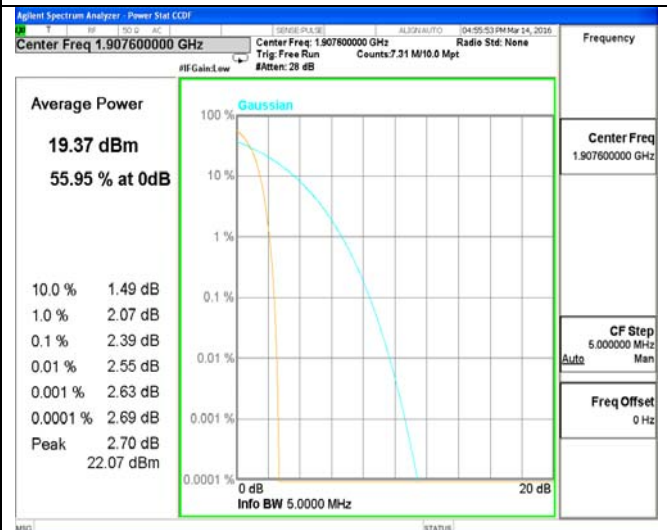 Agilent Spectrum Analyzer - Power Stat CCDF
T RF 50 Ω AC SENSE:PULSE ALIGN AUTO 04:55:53 PM Mar 14, 2016
Center Freq 1.907600000 GHz
Center Freq: 1.907600000 GHz Radio Std: None
Trig: Free Run Counts:7.31 M/10.0 Mpt
#IFGain:Low #Atten: 28 dB
Frequency
Average Power
19.37 dBm
55.95 % at 0dB
10.0 % 1.49 dB
1.0 % 2.07 dB
0.1 % 2.39 dB
0.01 % 2.55 dB
0.001 % 2.63 dB
0.0001 % 2.69 dB
Peak 2.70 dB
22.07 dBm
100 % Gaussian
10 %
1 %
0.1 %
0.01 %
0.001 %
0.0001 %
0 dB 20 dB
Info BW 5.0000 MHz
Center Freq
1.907600000 GHz
CF Step
5.000000 MHz
Auto Man
Freq Offset
0 Hz
MSG STATUS